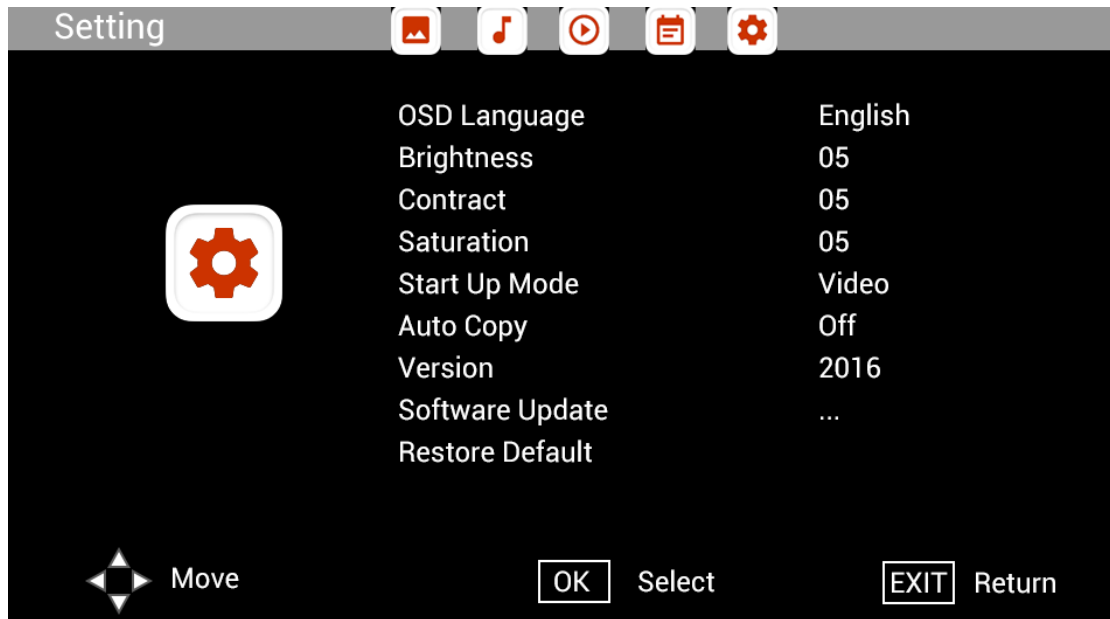 Setting
OSD Language English
Brightness 05
Contract 05
Saturation 05
Start Up Mode Video
Auto Copy Off
Version 2016
Software Update ...
Restore Default
Move OK Select EXIT Return